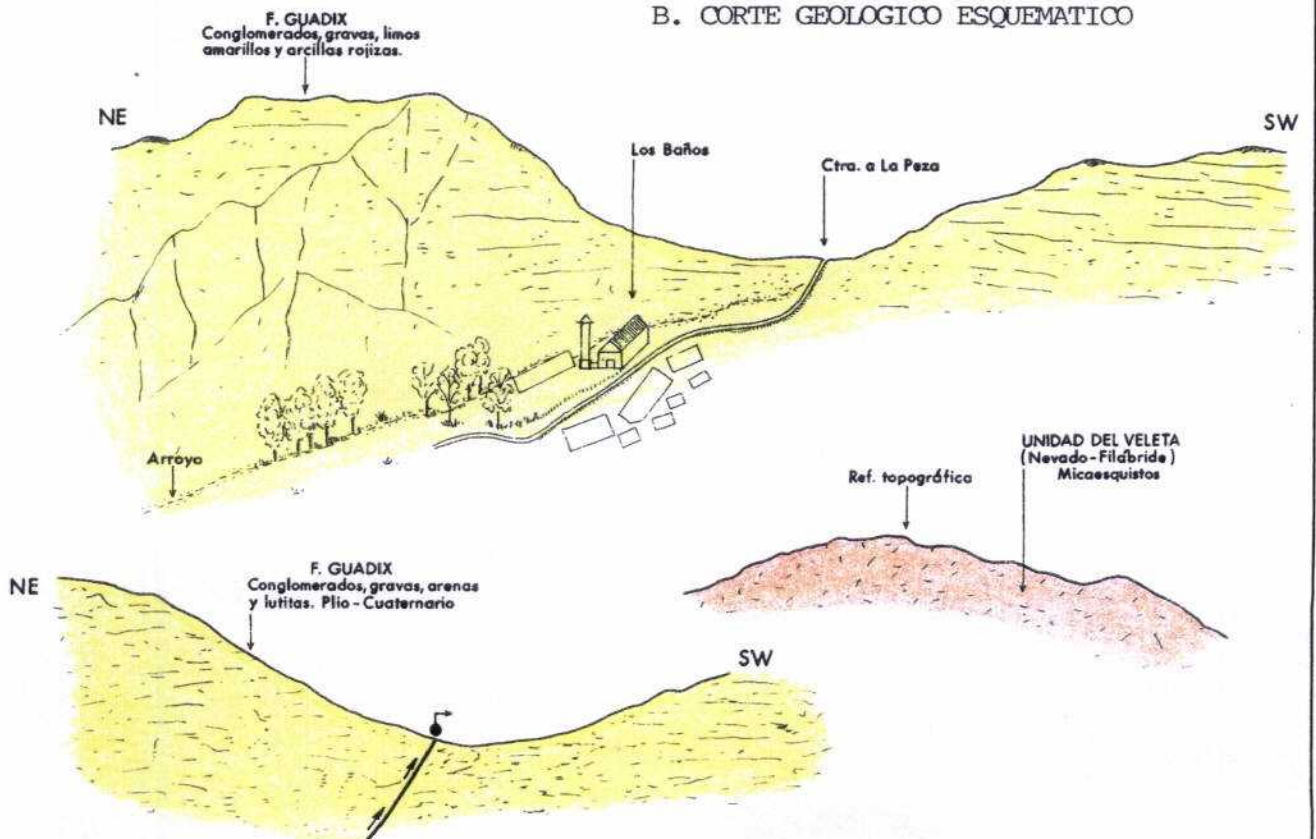 B. CORTE GEOLOGICO ESQUEMATICO
F. GUADIX
Conglomerados, gravas, limos
amarillos y arcillas rojizas.
NE
SW
Los Baños
Ctra. a La Peza
Arroyo
UNIDAD DEL VELETA
(Nevado-Filábride)
Micaesquistos
Ref. topográfica
F. GUADIX
Conglomerados, gravas, arenas
y lutitas. Plio-Cuaternario
NE
SW